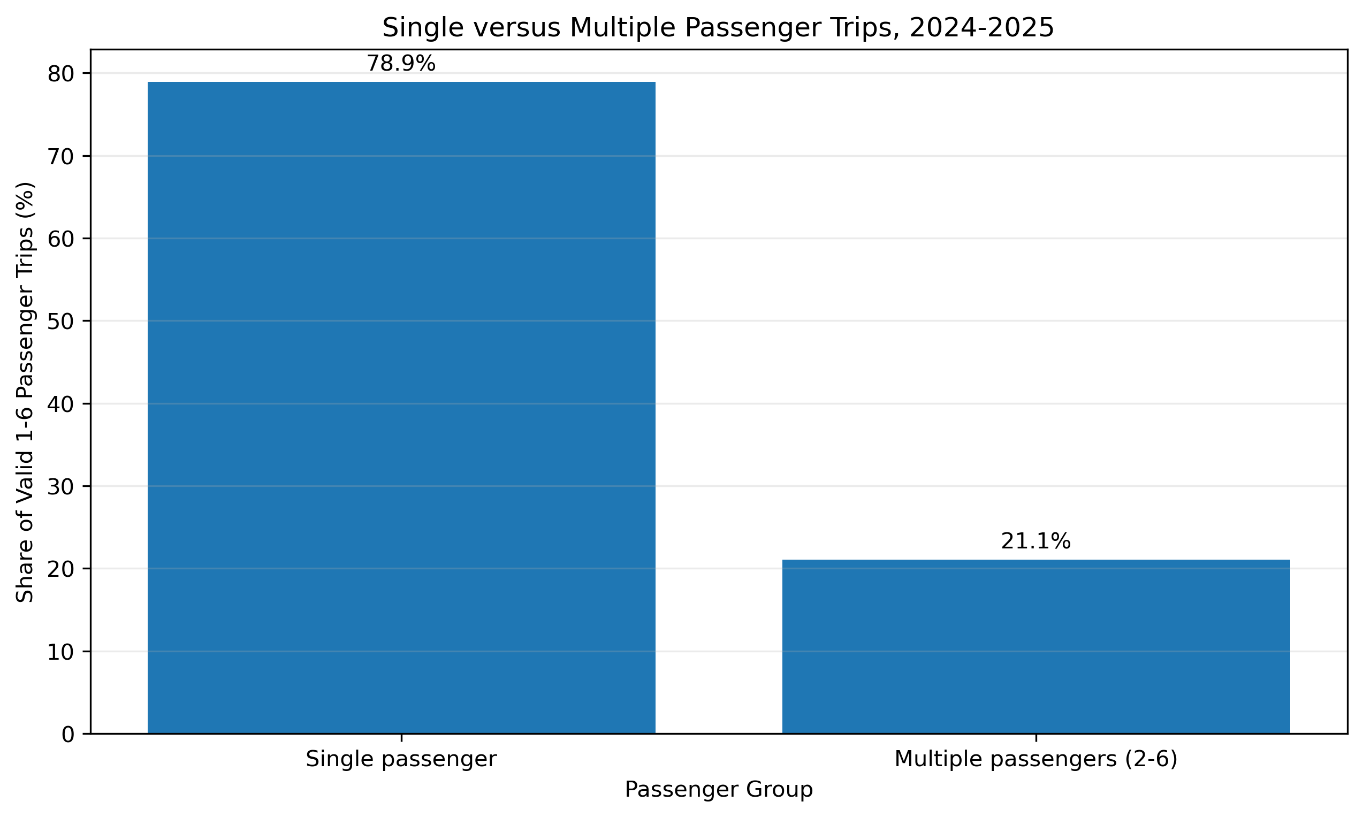 Single versus Multiple Passenger Trips, 2024-2025
Share of Valid 1-6 Passenger Trips (%)
80
70
60
50
40
30
20
10
0
78.9%
21.1%
Single passenger
Multiple passengers (2-6)
Passenger Group